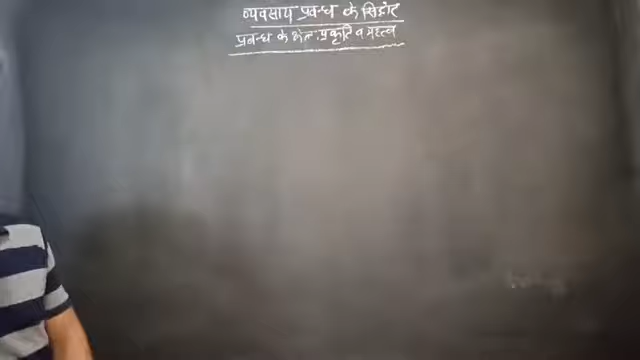 व्यवसाय प्रबन्ध के सिद्धांत
प्रबन्ध के क्षेत्र, प्रकृति व महत्व